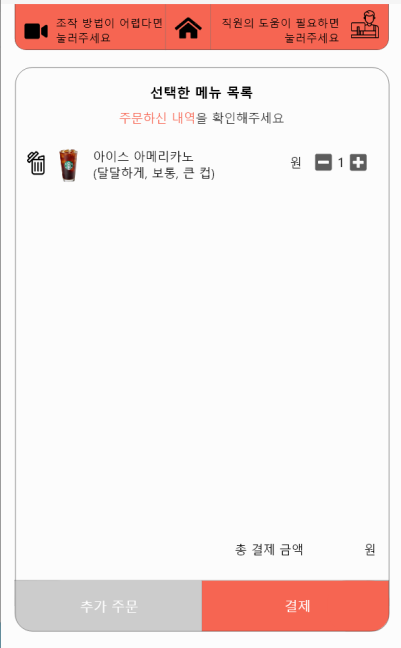 조작 방법이 어렵다면
눌러주세요
직원의 도움이 필요하면
눌러주세요
선택한 메뉴 목록
주문하신 내역을 확인해주세요
아이스 아메리카노
(달달하게, 보통, 큰 컵)
원 1
총 결제 금액 원
추가 주문
결제